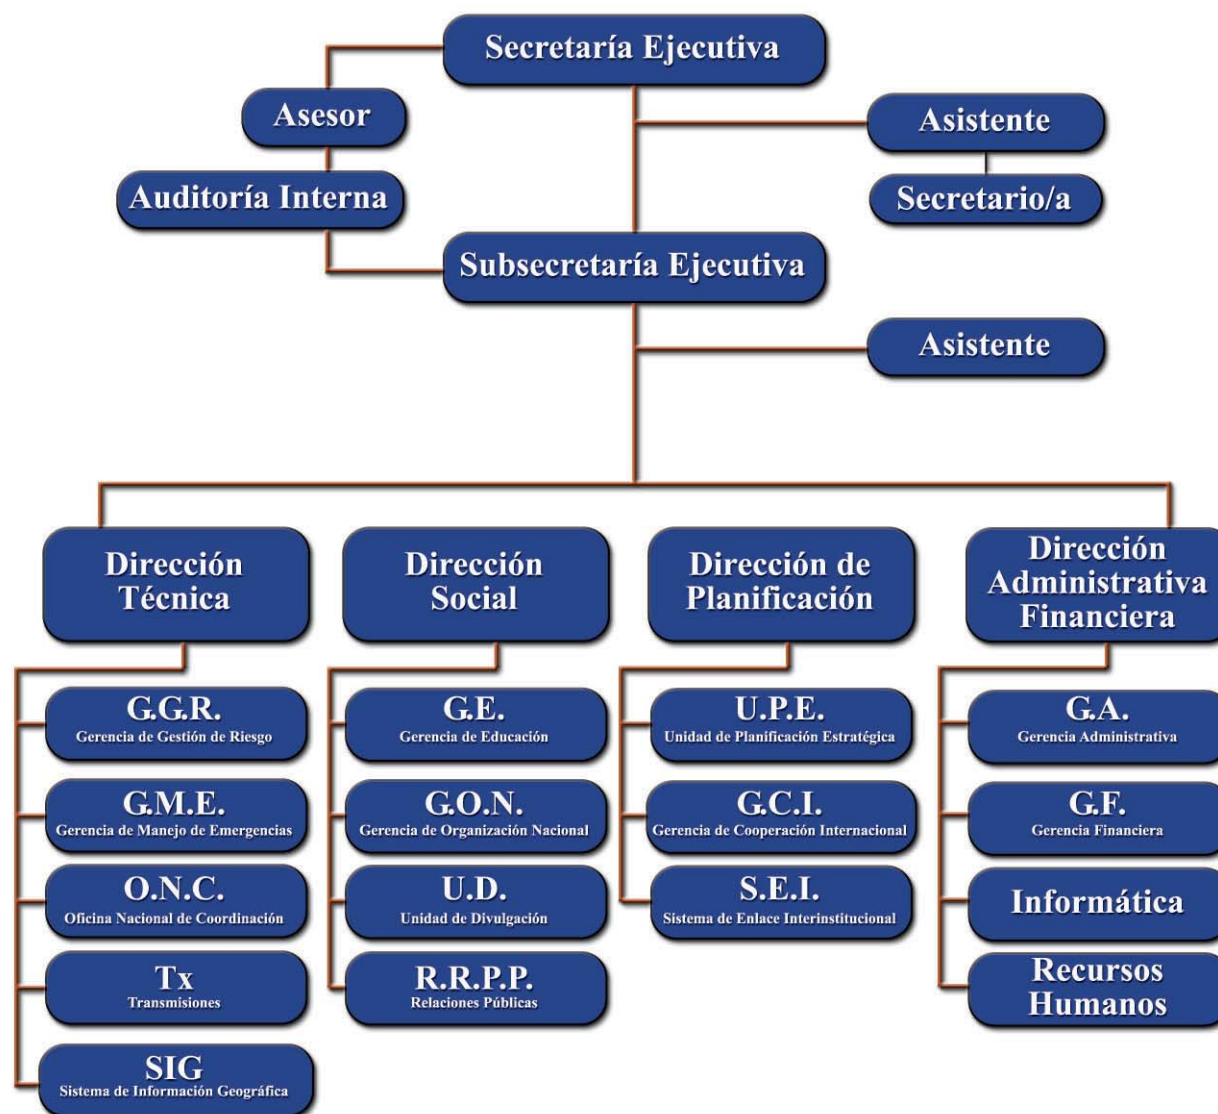 Secretaría Ejecutiva
Asesor
Asistente
Auditoría Interna
Secretario/a
Subsecretaría Ejecutiva
Asistente
Dirección
Técnica
G.G.R.
Gerencia de Gestión de Riesgo
G.M.E.
Gerencia de Manejo de Emergencias
O.N.C.
Oficina Nacional de Coordinación
Tx
Transmisiones
SIG
Sistema de Información Geográfica
Dirección
Social
G.E.
Gerencia de Educación
G.O.N.
Gerencia de Organización Nacional
U.D.
Unidad de Divulgación
R.R.P.P.
Relaciones Públicas
Dirección de
Planificación
U.P.E.
Unidad de Planificación Estratégica
G.C.I.
Gerencia de Cooperación Internacional
S.E.I.
Sistema de Enlace Interinstitucional
Dirección
Administrativa
Financiera
G.A.
Gerencia Administrativa
G.F.
Gerencia Financiera
Informática
Recursos
Humanos